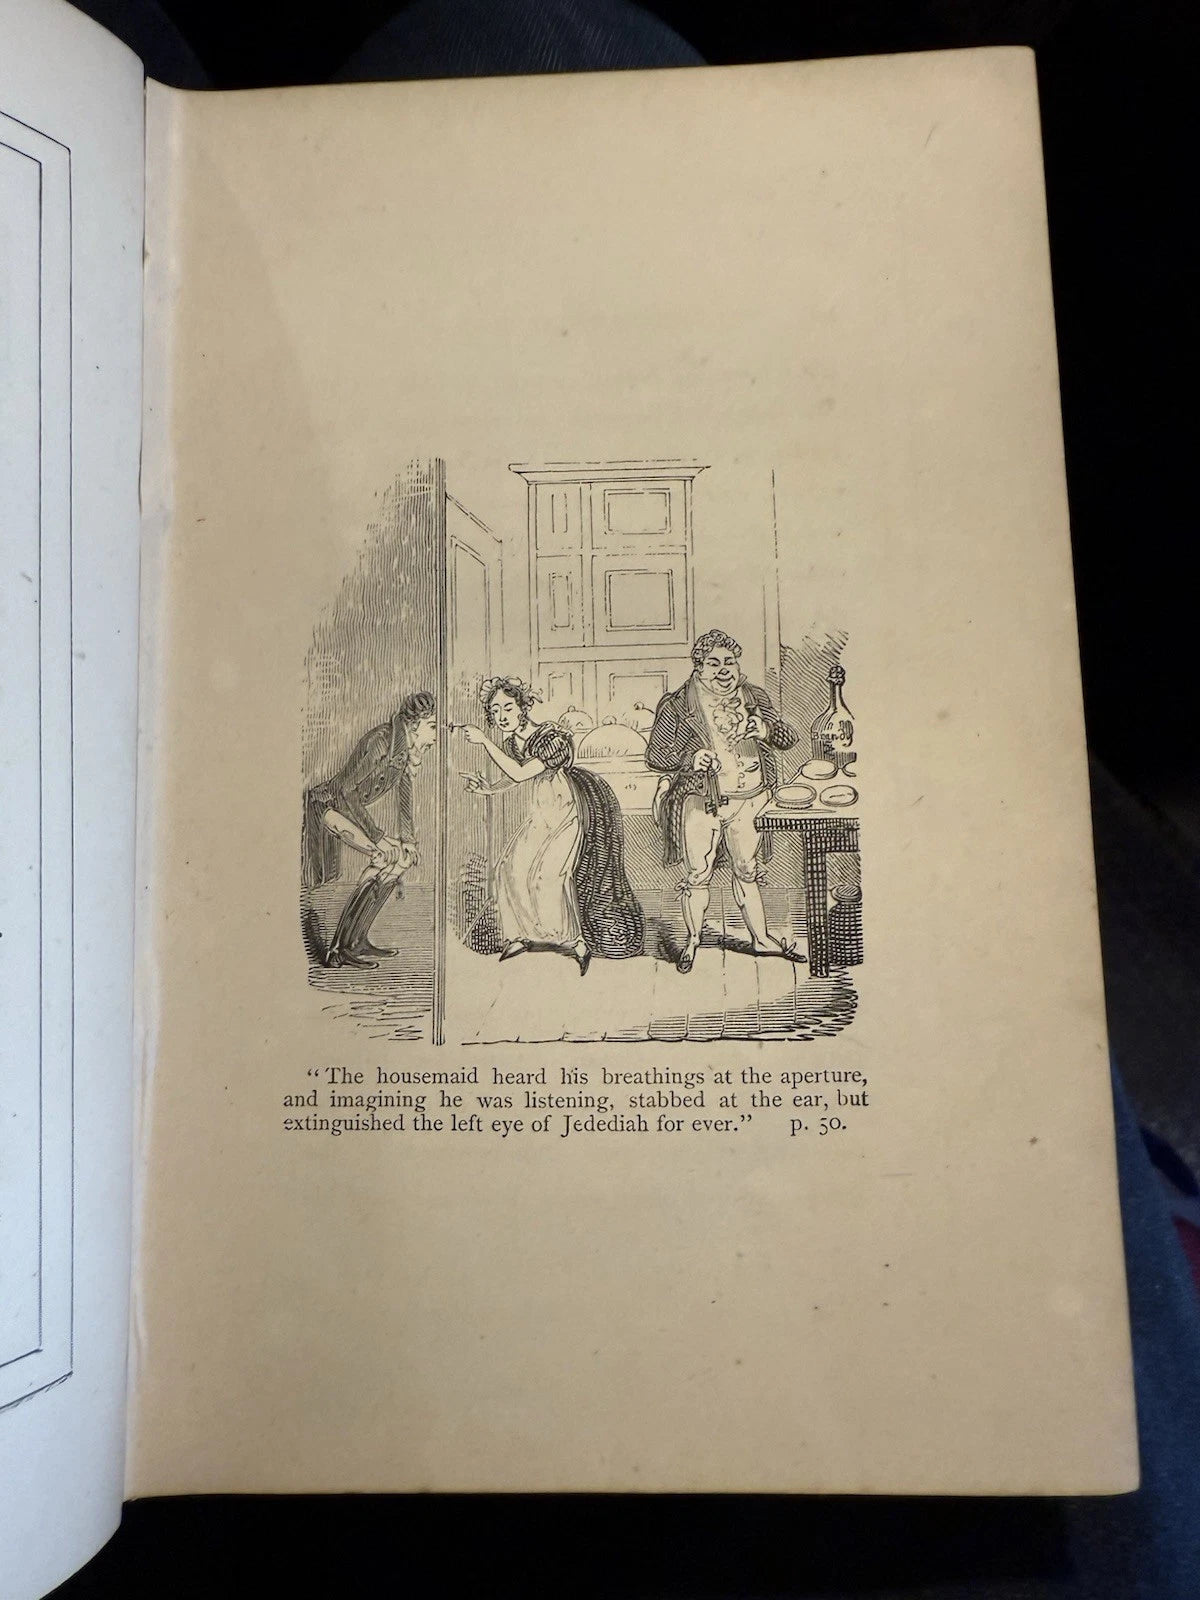 Brandy
“The housemaid heard his breathings at the aperture,
and imagining he was listening, stabbed at the ear, but
extinguished the left eye of Jedediah for ever.” p. 50.